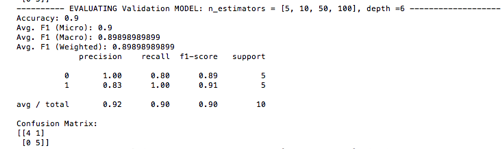 ---------- EVALUATING Validation MODEL: n_estimators = [5, 10, 50, 100], depth =6 --------------------
Accuracy: 0.9
Avg. F1 (Micro): 0.9
Avg. F1 (Macro): 0.89898989899
Avg. F1 (Weighted): 0.89898989899
precision recall f1-score support
0 1.00 0.80 0.89 5
1 0.83 1.00 0.91 5
avg / total 0.92 0.90 0.90 10
Confusion Matrix:
[[4 1]
[0 5]]